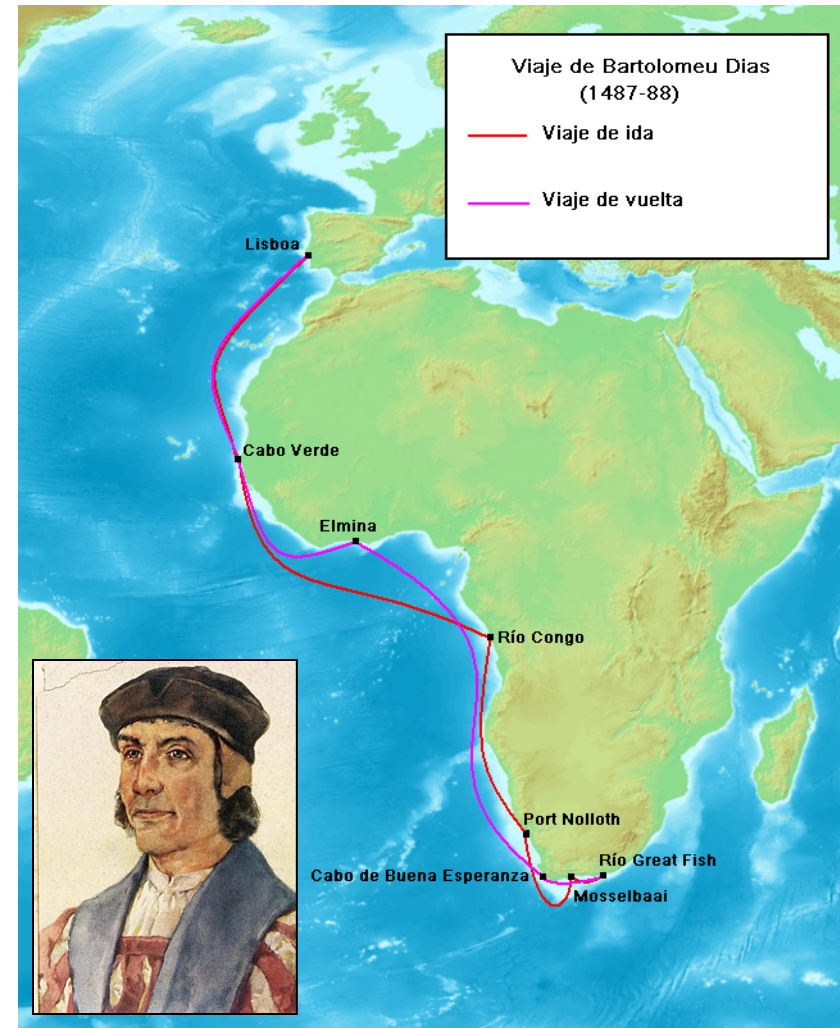 Viaje de Bartolomeu Dias
(1487-88)
Viaje de ida
Viaje de vuelta
Lisboa
Cabo Verde
Elmina
Río Congo
Port Nolloth
Río Great Fish
Cabo de Buena Esperanza
Mosselbaai